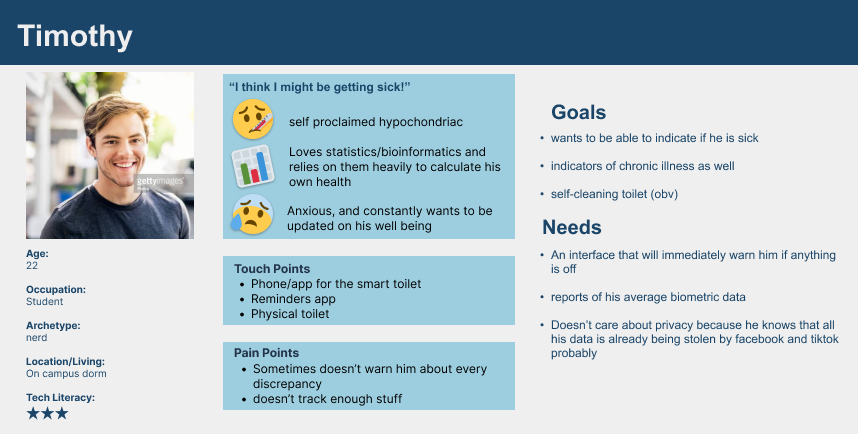 Timothy
gettyimages
Age:
22
Occupation:
Student
Archetype:
nerd
Location/Living:
On campus dorm
Tech Literacy:
★★★
“I think I might be getting sick!”
self proclaimed hypochondriac
Loves statistics/bioinformatics and
relies on them heavily to calculate his
own health
Anxious, and constantly wants to be
updated on his well being
Touch Points
• Phone/app for the smart toilet
• Reminders app
• Physical toilet
Pain Points
• Sometimes doesn’t warn him about every
discrepancy
• doesn’t track enough stuff
Goals
• wants to be able to indicate if he is sick
• indicators of chronic illness as well
• self-cleaning toilet (obv)
Needs
• An interface that will immediately warn him if anything
is off
• reports of his average biometric data
• Doesn’t care about privacy because he knows that all
his data is already being stolen by facebook and tiktok
probably